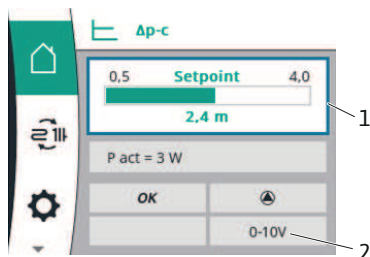 Δp-c
0,5 Setpoint 4,0
2,4 m
1
P act = 3 W
OK
0-10V
2